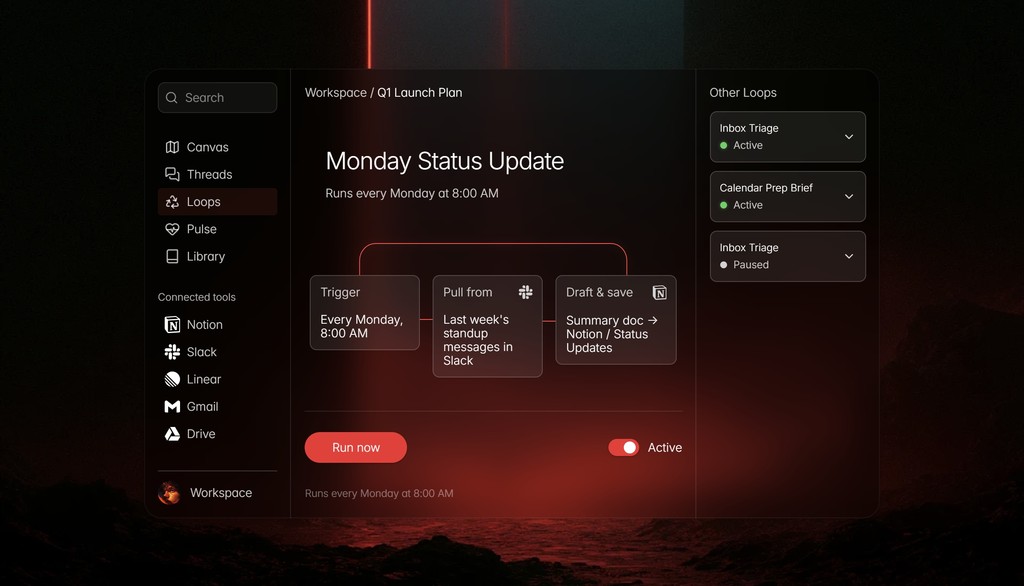 Search
Canvas
Threads
Loops
Pulse
Library
Connected tools
Notion
Slack
Linear
Gmail
Drive
Workspace
Workspace / Q1 Launch Plan
Monday Status Update
Runs every Monday at 8:00 AM
Trigger
Every Monday,
8:00 AM
Pull from
Last week's
standup
messages in
Slack
Draft & save
Summary doc →
Notion / Status
Updates
Run now
Active
Runs every Monday at 8:00 AM
Other Loops
Inbox Triage
Active
Calendar Prep Brief
Active
Inbox Triage
Paused